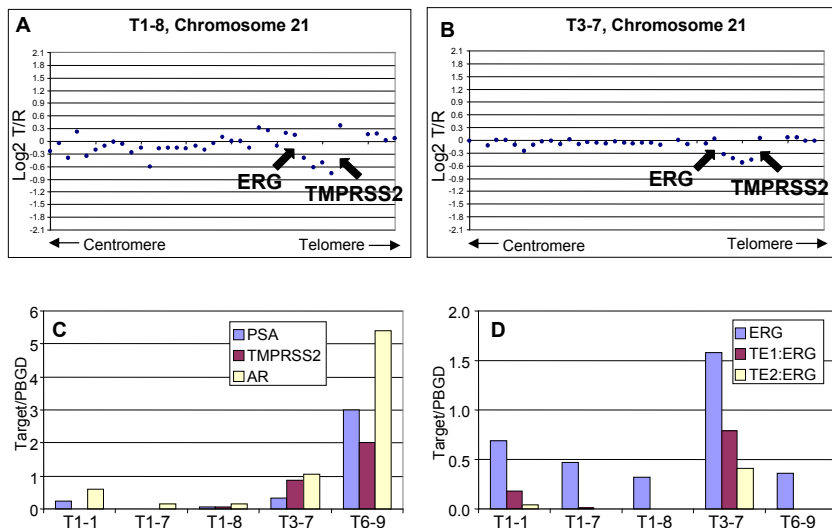 A
T1-8, Chromosome 21
2.1
1.8
1.5
1.2
0.9
0.6
0.3
0
-0.3
-0.6
-0.9
-1.2
-1.5
-1.8
-2.1
Log2 T/R
ERG
TMPRSS2
Centromere
Telomere
B
T3-7, Chromosome 21
2.1
1.8
1.5
1.2
0.9
0.6
0.3
0
-0.3
-0.6
-0.9
-1.2
-1.5
-1.8
-2.1
Log2 T/R
ERG
TMPRSS2
Centromere
Telomere
C
6
5
4
3
2
1
0
Target/PBGD
PSA
TMPRSS2
AR
T1-1
T1-7
T1-8
T3-7
T6-9
D
2.0
1.5
1.0
0.5
0.0
Target/PBGD
ERG
TE1:ERG
TE2:ERG
T1-1
T1-7
T1-8
T3-7
T6-9